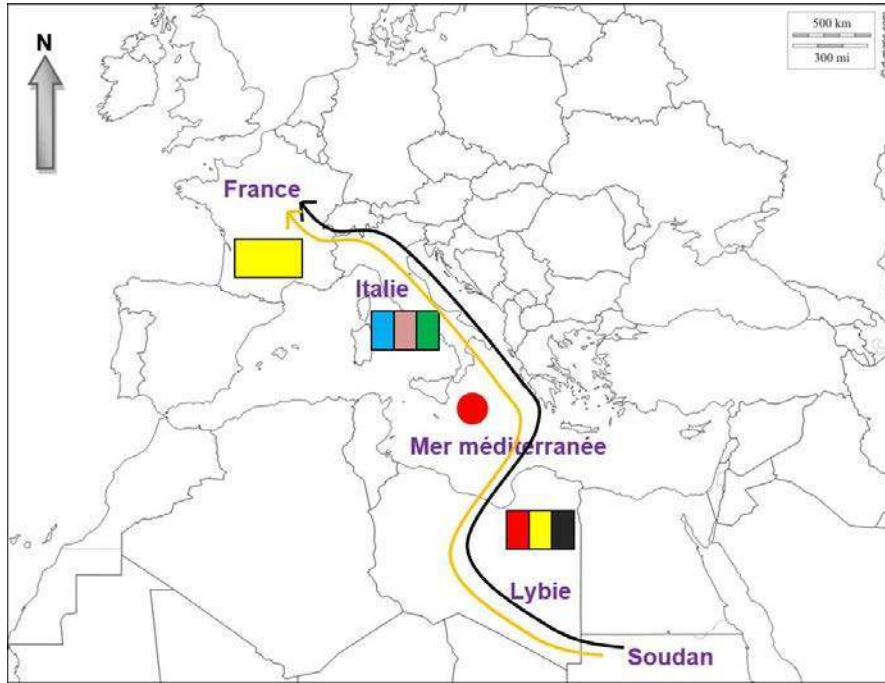 N
500 km
300 mi
France
Italie
Mer méditerranée
Lybie
Soudan